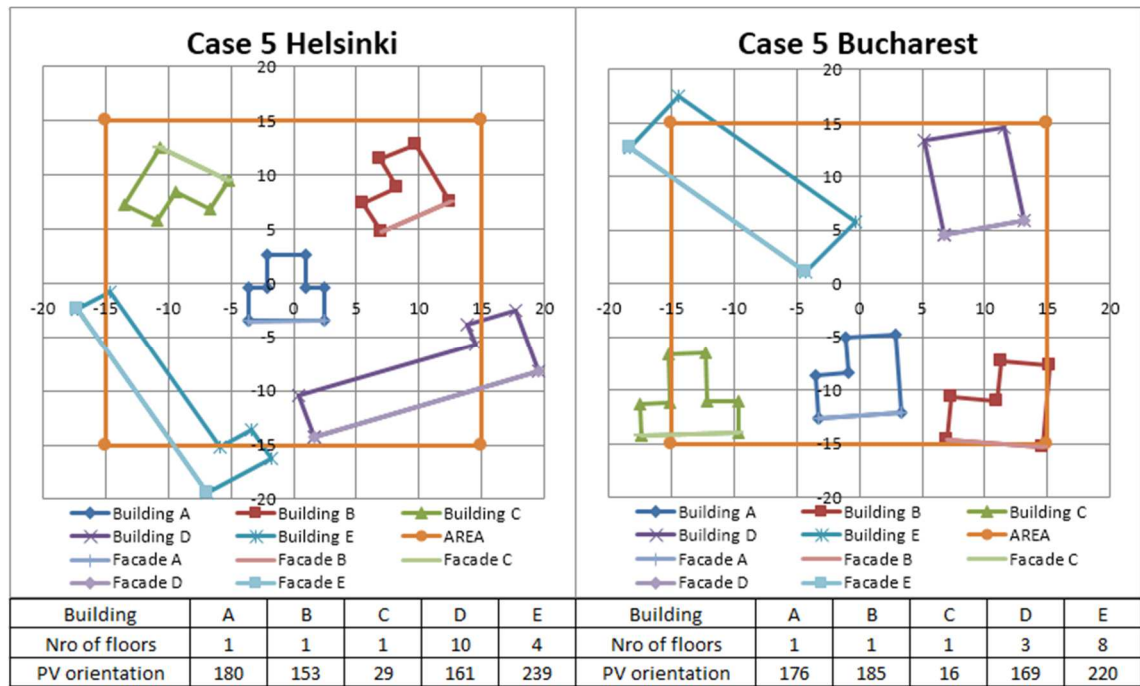 Case 5 Helsinki
20
15
10
5
0
-20 -15 -10 -5 0 5 10 15 20
-5
-10
-15
-20
Building A Building B Building C
Building D Building E AREA
Facade A Facade B Facade C
Facade D Facade E
Building A B C D E
Nro of floors 1 1 1 10 4
PV orientation 180 153 29 161 239
Case 5 Bucharest
20
15
10
5
0
-20 -15 -10 -5 0 5 10 15 20
-5
-10
-15
-20
Building A Building B Building C
Building D Building E AREA
Facade A Facade B Facade C
Facade D Facade E
Building A B C D E
Nro of floors 1 1 1 3 8
PV orientation 176 185 16 169 220